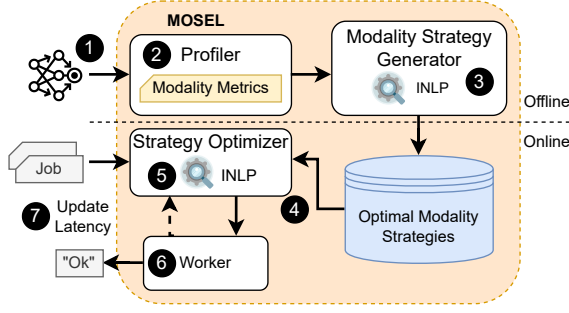 MOSEL
1
2 Profiler
Modality Metrics
Modality Strategy
Generator
INLP 3
Offline
Online
Job
Strategy Optimizer
5 INLP
4
Optimal Modality
Strategies
7 Update
Latency
"Ok"
6 Worker